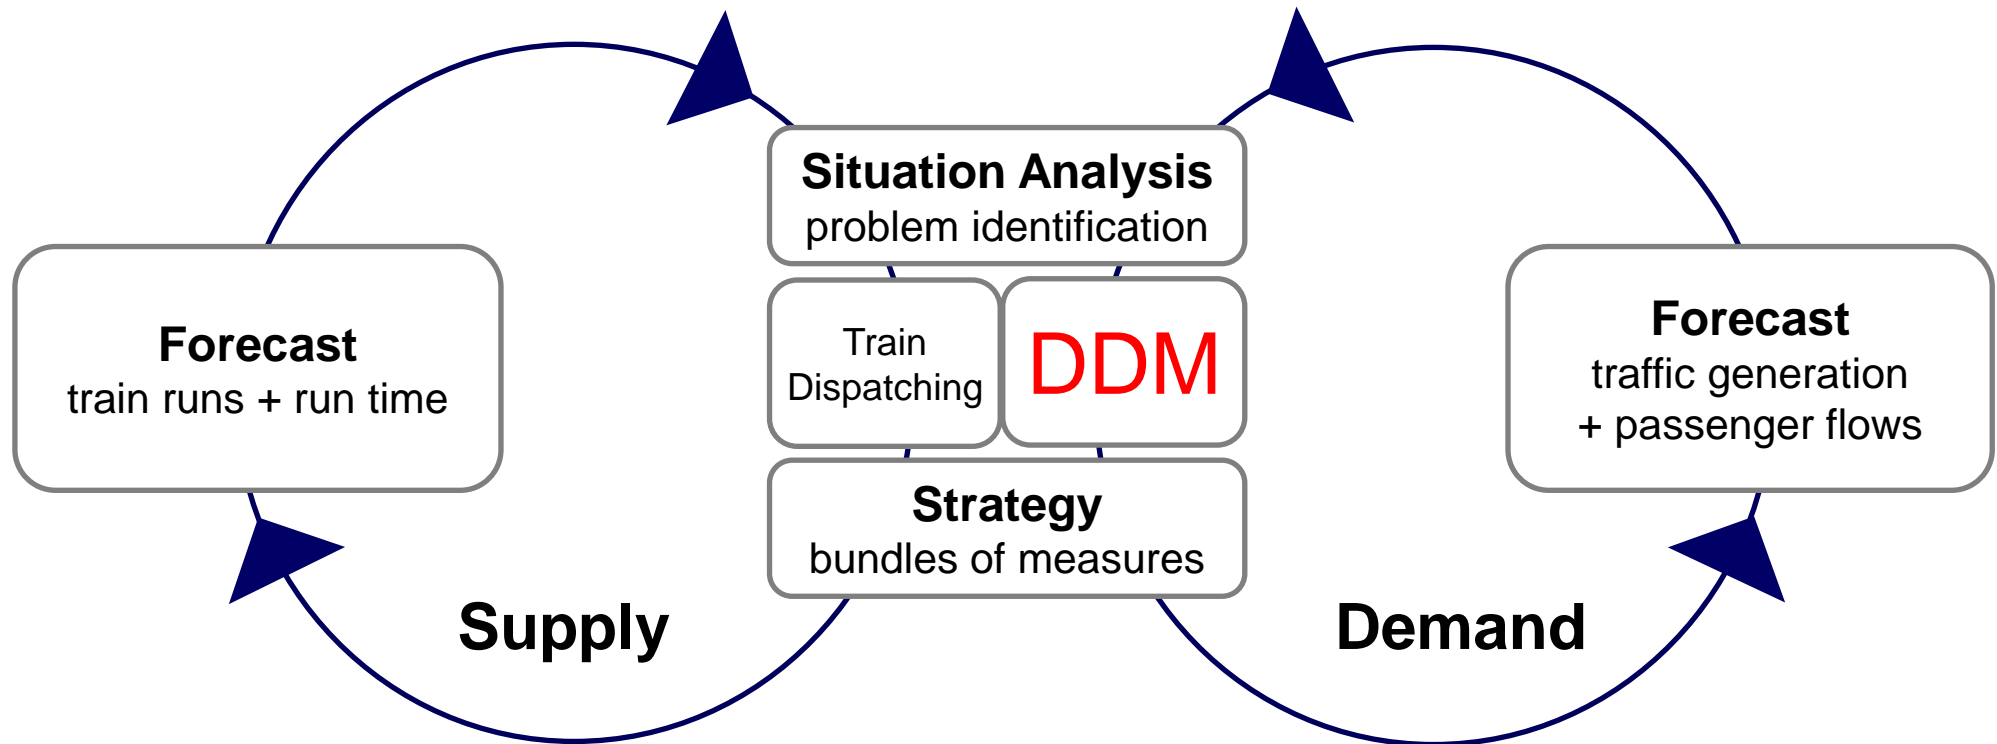 Situation Analysis
problem identification
Forecast
train runs + run time
Train
Dispatching
DDM
Forecast
traffic generation
+ passenger flows
Strategy
bundles of measures
Supply
Demand